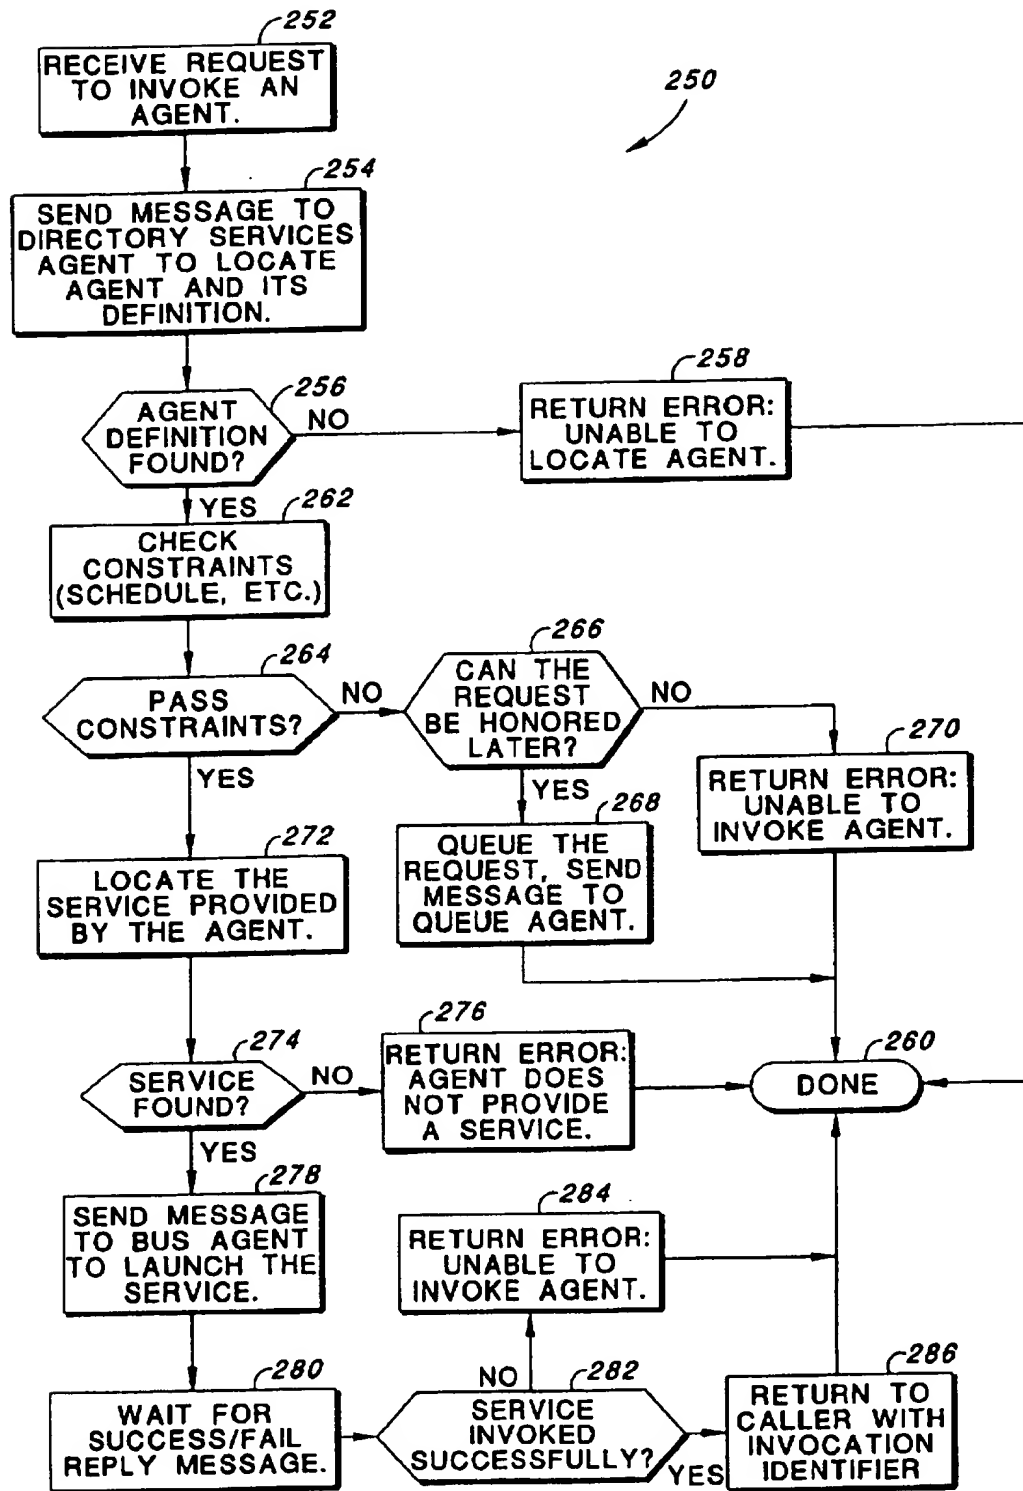 252
RECEIVE REQUEST
TO INVOKE AN
AGENT.
250
254
SEND MESSAGE TO
DIRECTORY SERVICES
AGENT TO LOCATE
AGENT AND ITS
DEFINITION.
256
AGENT
DEFINITION
FOUND?
NO
258
RETURN ERROR:
UNABLE TO
LOCATE AGENT.
YES
262
CHECK
CONSTRAINTS
(SCHEDULE, ETC.)
264
PASS
CONSTRAINTS?
NO
266
CAN THE
REQUEST
BE HONORED
LATER?
NO
270
RETURN ERROR:
UNABLE TO
INVOKE AGENT.
YES
YES
268
QUEUE THE
REQUEST, SEND
MESSAGE TO
QUEUE AGENT.
272
LOCATE THE
SERVICE PROVIDED
BY THE AGENT.
274
SERVICE
FOUND?
NO
276
RETURN ERROR:
AGENT DOES
NOT PROVIDE
A SERVICE.
260
DONE
YES
278
SEND MESSAGE
TO BUS AGENT
TO LAUNCH THE
SERVICE.
284
RETURN ERROR:
UNABLE TO
INVOKE AGENT.
280
WAIT FOR
SUCCESS/FAIL
REPLY MESSAGE.
NO
282
SERVICE
INVOKED
SUCCESSFULLY?
YES
286
RETURN TO
CALLER WITH
INVOCATION
IDENTIFIER